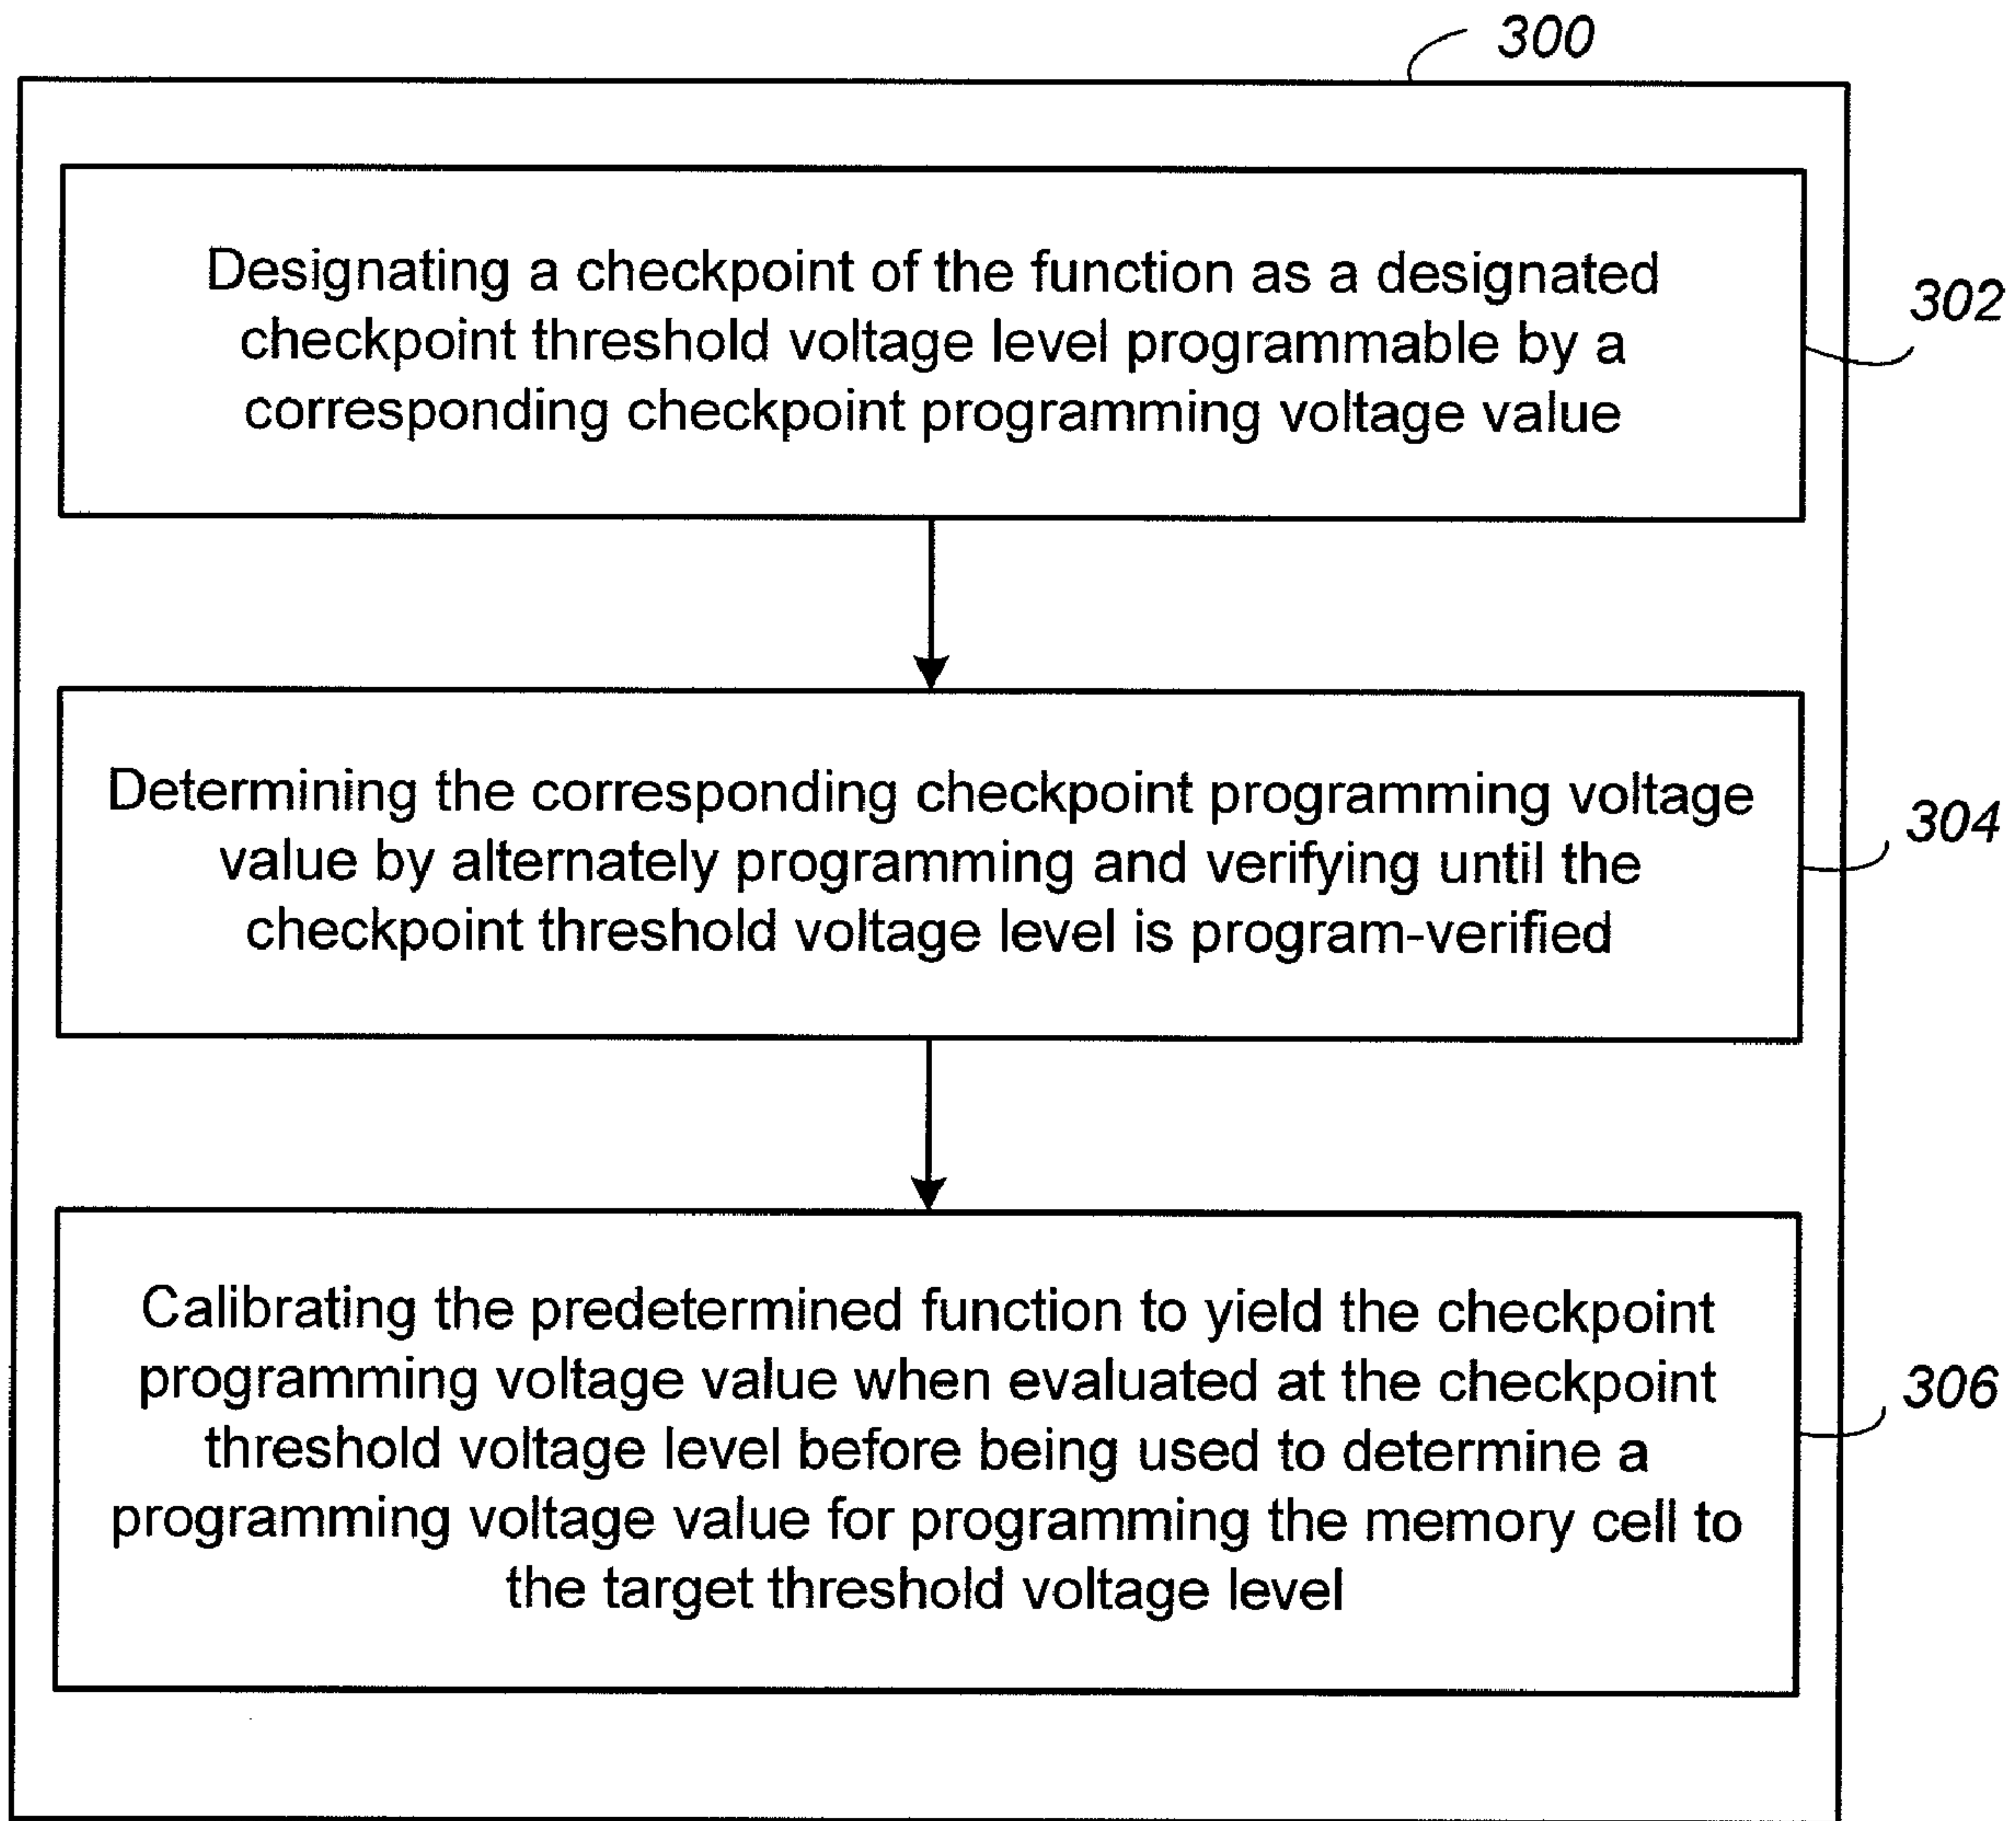 300
Designating a checkpoint of the function as a designated
checkpoint threshold voltage level programmable by a
corresponding checkpoint programming voltage value
302
Determining the corresponding checkpoint programming voltage
value by alternately programming and verifying until the
checkpoint threshold voltage level is program-verified
304
Calibrating the predetermined function to yield the checkpoint
programming voltage value when evaluated at the checkpoint
threshold voltage level before being used to determine a
programming voltage value for programming the memory cell to
the target threshold voltage level
306